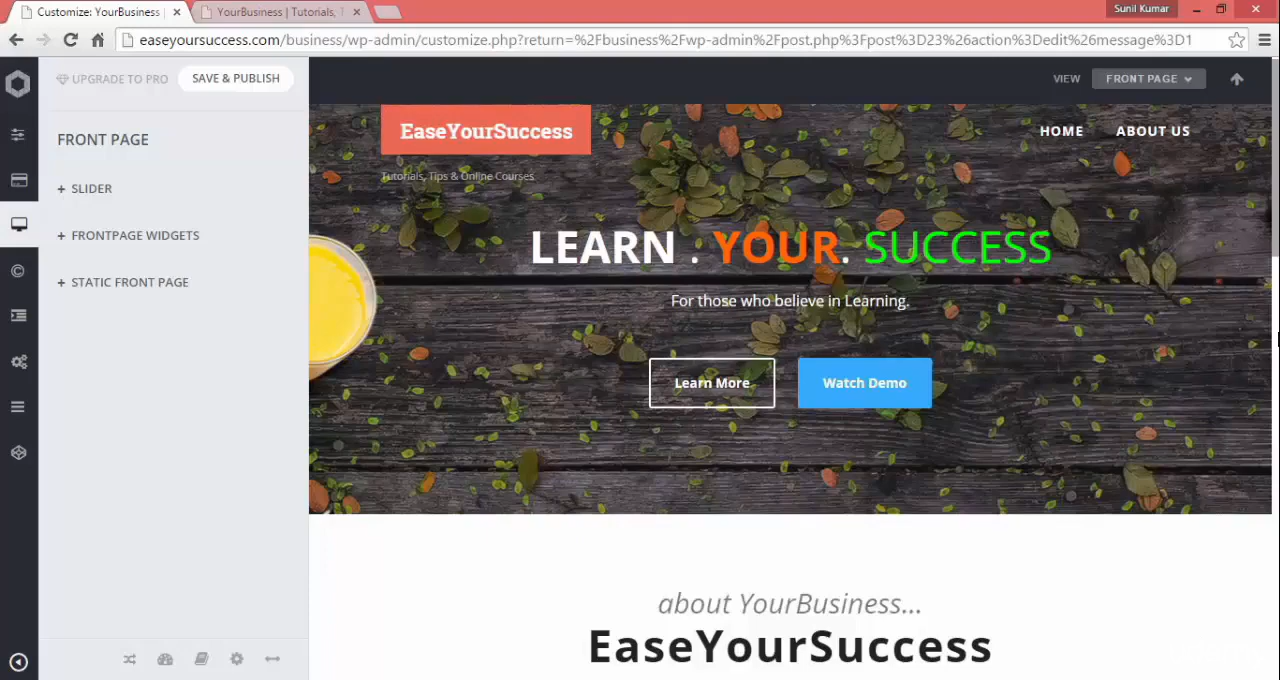 Customize: YourBusiness |
YourBusiness | Tutorials, T
Sunil Kumar
easeyoursuccess.com/business/wp-admin/customize.php?return=%2Fbusiness%2Fwp-admin%2Fpost.php%3Fpost%3D23%26action%3Dedit%26message%3D1
UPGRADE TO PRO
SAVE & PUBLISH
VIEW
FRONT PAGE
FRONT PAGE
+ SLIDER
+ FRONTPAGE WIDGETS
+ STATIC FRONT PAGE
EaseYourSuccess
HOME
ABOUT US
Tutorials, Tips & Online Courses
LEARN . YOUR. SUCCESS
For those who believe in Learning.
Learn More
Watch Demo
about YourBusiness...
EaseYourSuccess